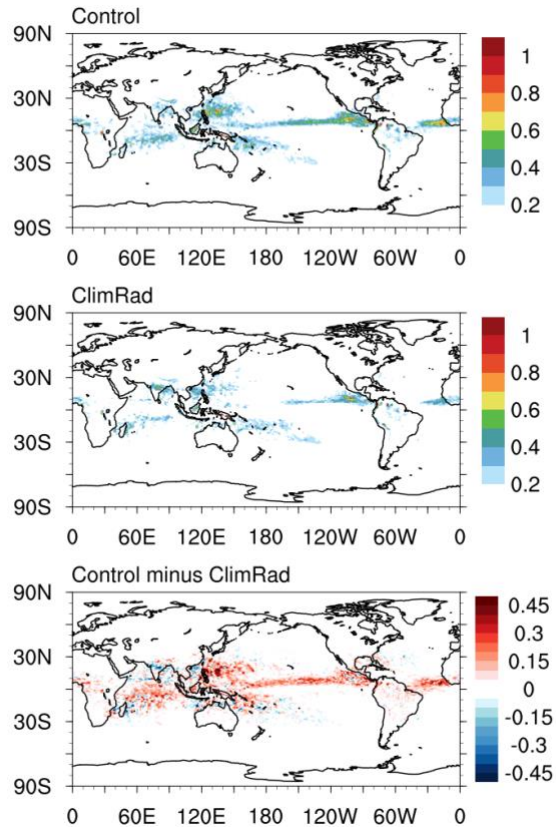 Control
90N
30N
30S
90S
60E 120E 180 120W 60W 0
1
0.8
0.6
0.4
0.2
ClimRad
90N
30N
30S
90S
0 60E 120E 180 120W 60W 0
1
0.8
0.6
0.4
0.2
Control minus ClimRad
90N
30N
30S
90S
0 60E 120E 180 120W 60W 0
0.45
0.3
0.15
0
-0.15
-0.3
-0.45